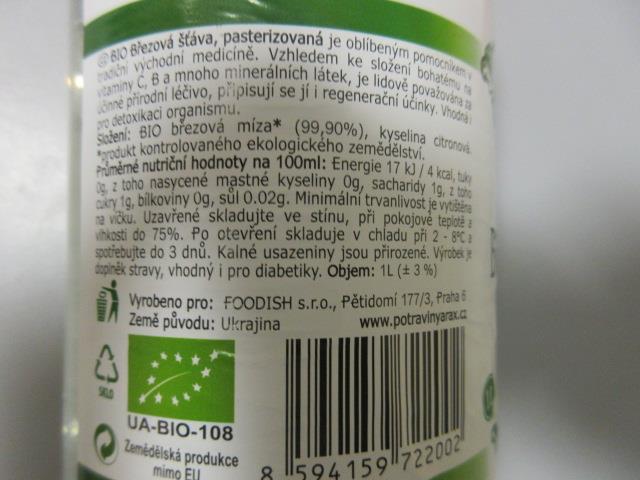 BIO Březová šťáva, pasterizovaná je oblíbeným pomocníkem v
tradiční východní medicíně. Vzhledem ke složení bohatému na
vitaminy C, B a mnoho minerálních látek, je lidově považována za
účinné přírodní léčivo, připisují se jí i regenerační účinky. Vhodná i
pro detoxikaci organismu.
Složení: BIO březová míza* (99,90%), kyselina citronová.
*produkt kontrolovaného ekologického zemědělství.
Průměrné nutriční hodnoty na 100ml: Energie 17 kJ / 4 kcal, tuky
0g, z toho nasycené mastné kyseliny 0g, sacharidy 1g, z toho
cukry 1g, bílkoviny 0g, sůl 0.02g. Minimální trvanlivost je vytištěna
na víčku. Uzavřené skladujte ve stínu, při pokojové teplotě a
vlhkosti do 75%. Po otevření skladuje v chladu při 2 - 8ºC a
spotřebujte do 3 dnů. Kalné usazeniny jsou přirozené. Výrobek je
doplněk stravy, vhodný i pro diabetiky. Objem: 1L (± 3%)
Vyrobeno pro: FOODISH s.r.o., Pětidomí 177/3, Praha 6
Země původu: Ukrajina
www.potravinyarax.cz
SKLO
UA-BIO-108
Zemědělská produkce
mimo EU
8 594159 722002